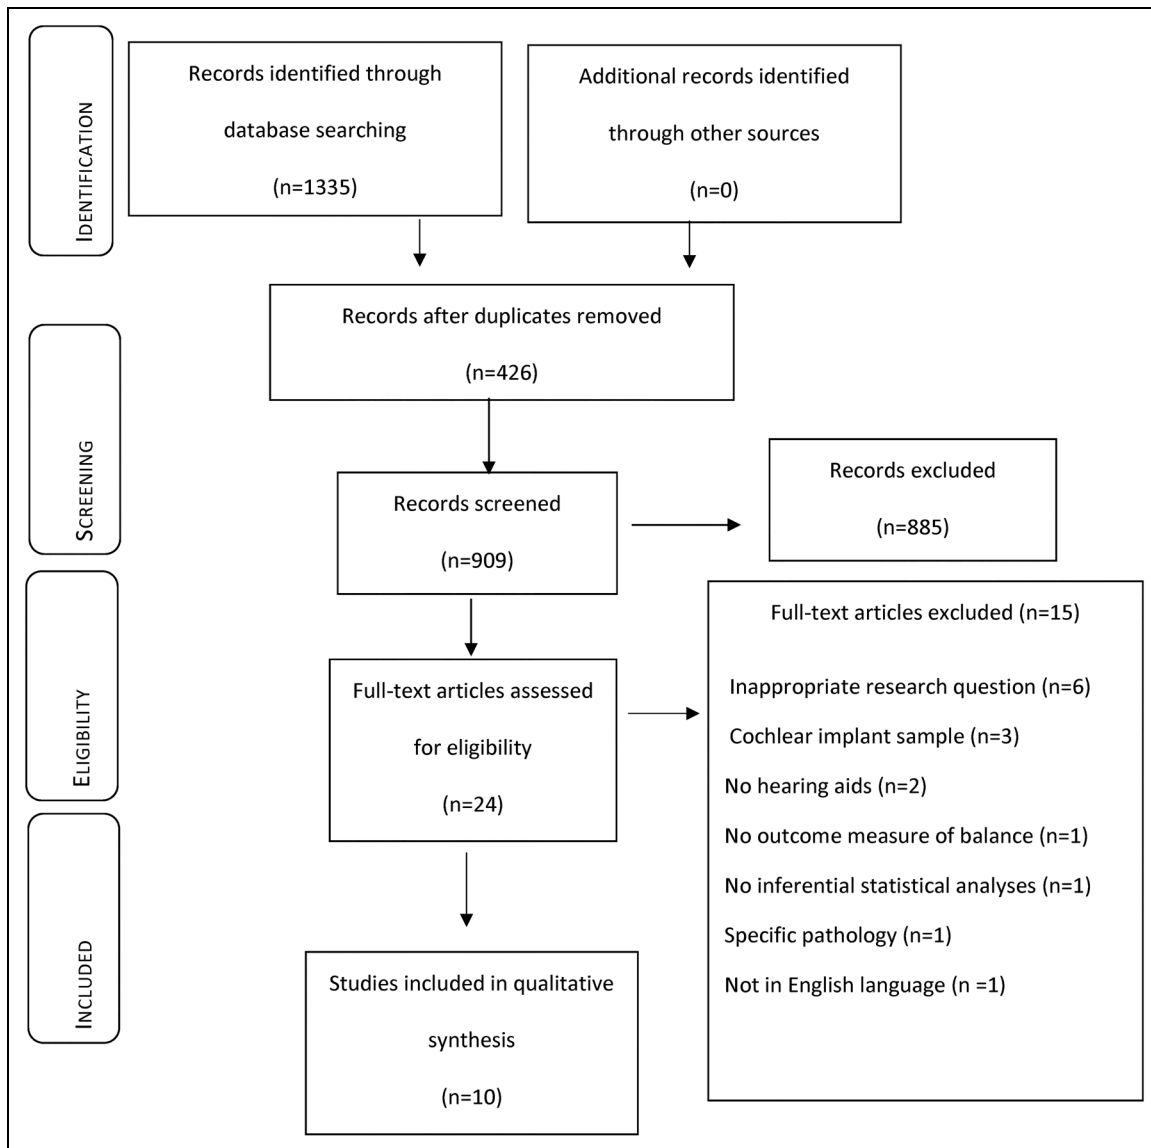 IDENTIFICATION
Records identified through
database searching
(n=1335)
Additional records identified
through other sources
(n=0)
Records after duplicates removed
(n=426)
SCREENING
Records screened
(n=909)
Records excluded
(n=885)
ELIGIBILITY
Full-text articles assessed
for eligibility
(n=24)
Full-text articles excluded (n=15)
Inappropriate research question (n=6)
Cochlear implant sample (n=3)
No hearing aids (n=2)
No outcome measure of balance (n=1)
No inferential statistical analyses (n=1)
Specific pathology (n=1)
Not in English language (n =1)
INCLUDED
Studies included in qualitative
synthesis
(n=10)